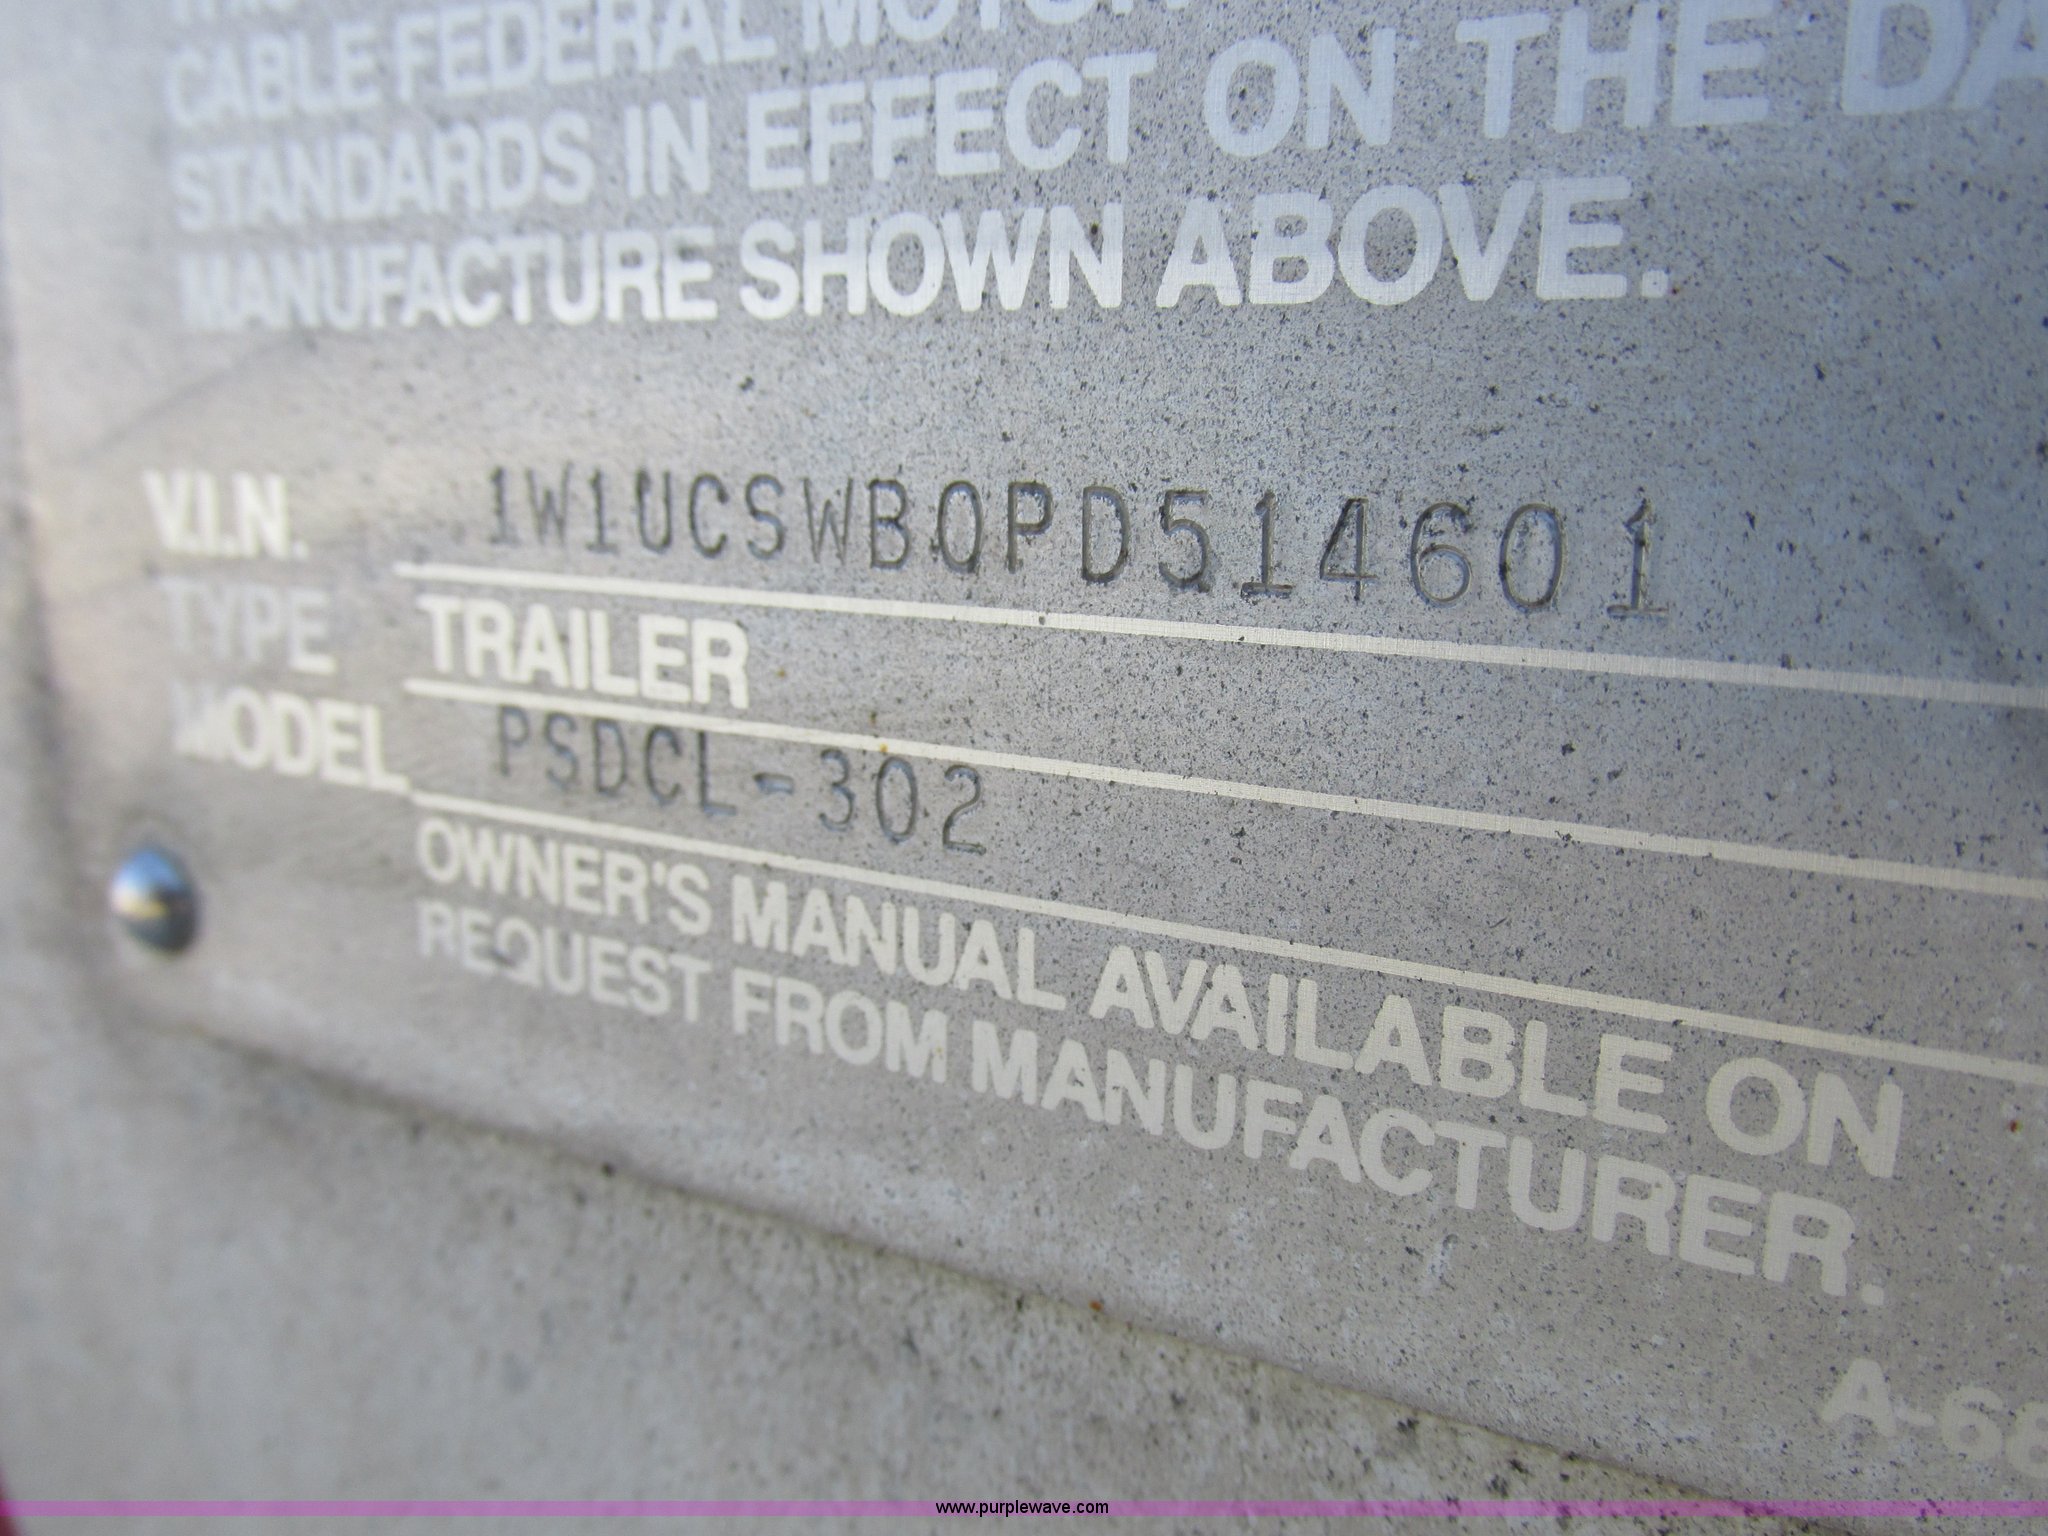 CABLE FEDERAL MOTOR
STANDARDS IN EFFECT ON THE DA
MANUFACTURE SHOWN ABOVE.
V.I.N. 1W1UCSWB0PD514601
TYPE TRAILER
MODEL PSDCL-302
OWNER'S MANUAL AVAILABLE ON
REQUEST FROM MANUFACTURER.
A-68
www.purplewave.com